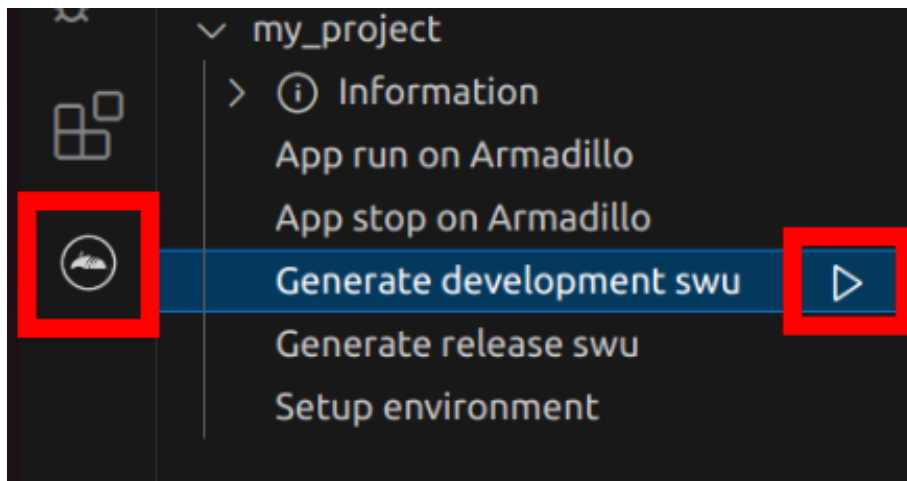 my_project
Information
App run on Armadillo
App stop on Armadillo
Generate development swu
Generate release swu
Setup environment